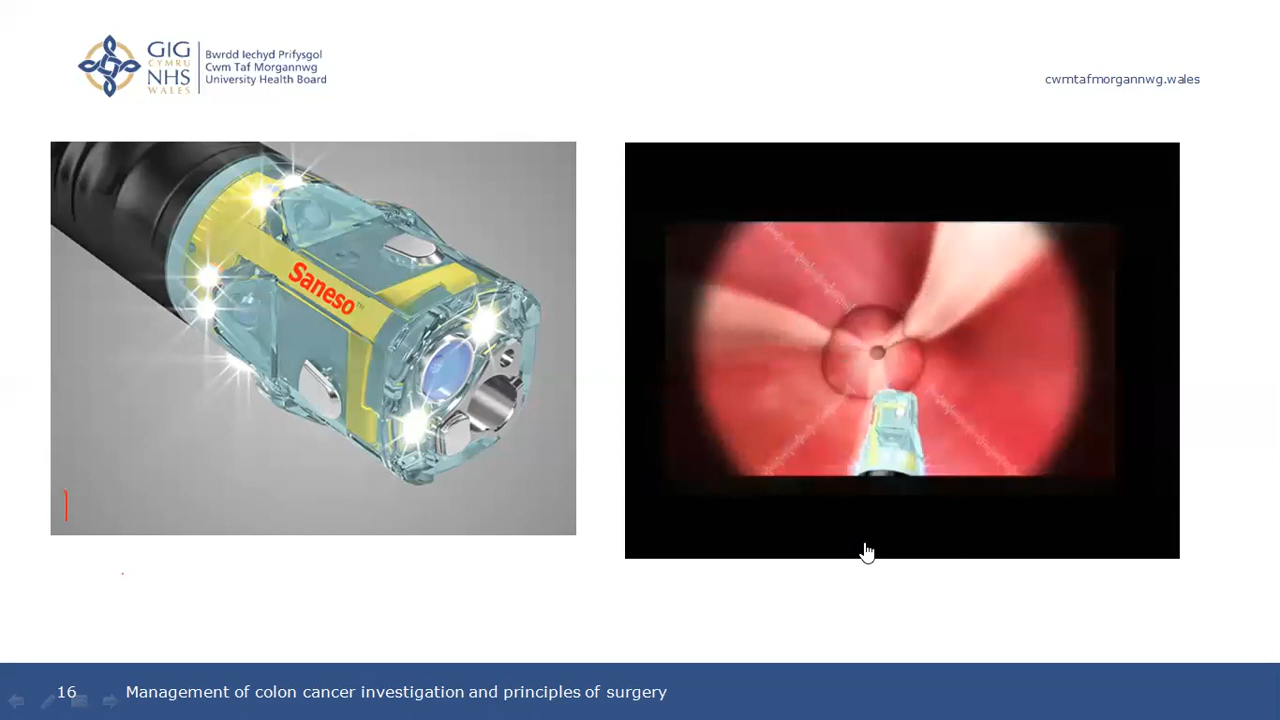 GIG
CYMRU
NHS
WALES
Bwrdd Iechyd Prifysgol
Cwm Taf Morgannwg
University Health Board
cwmtafmorgannwg.wales
Saneso™
16
Management of colon cancer investigation and principles of surgery